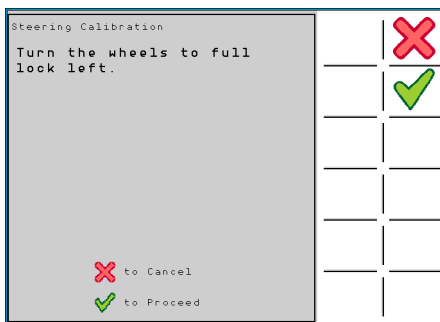 Steering Calibration
Turn the wheels to full
lock left.
to Cancel
to Proceed